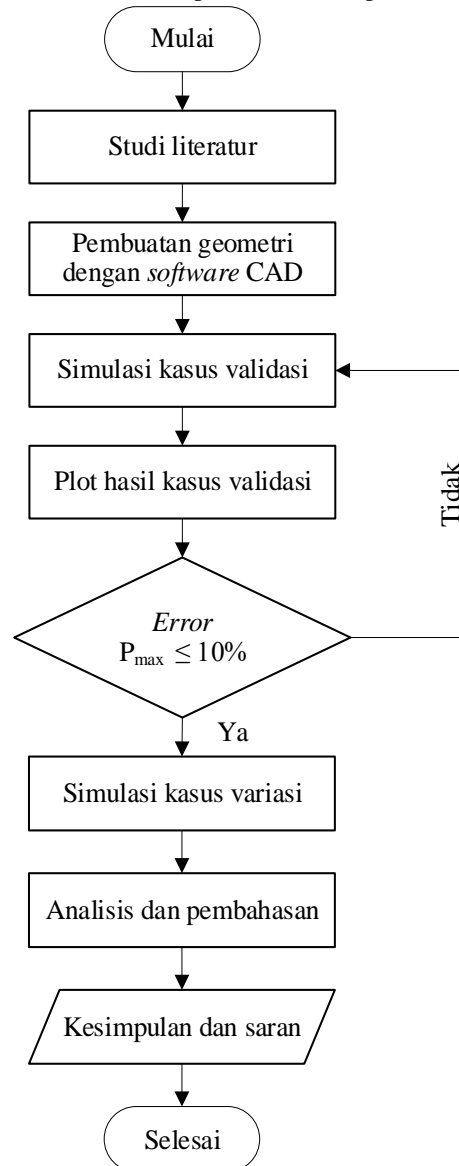 Mulai
Studi literatur
Pembuatan geometri
dengan software CAD
Simulasi kasus validasi
Plot hasil kasus validasi
Tidak
Error
Pmax ≤ 10%
Ya
Simulasi kasus variasi
Analisis dan pembahasan
Kesimpulan dan saran
Selesai